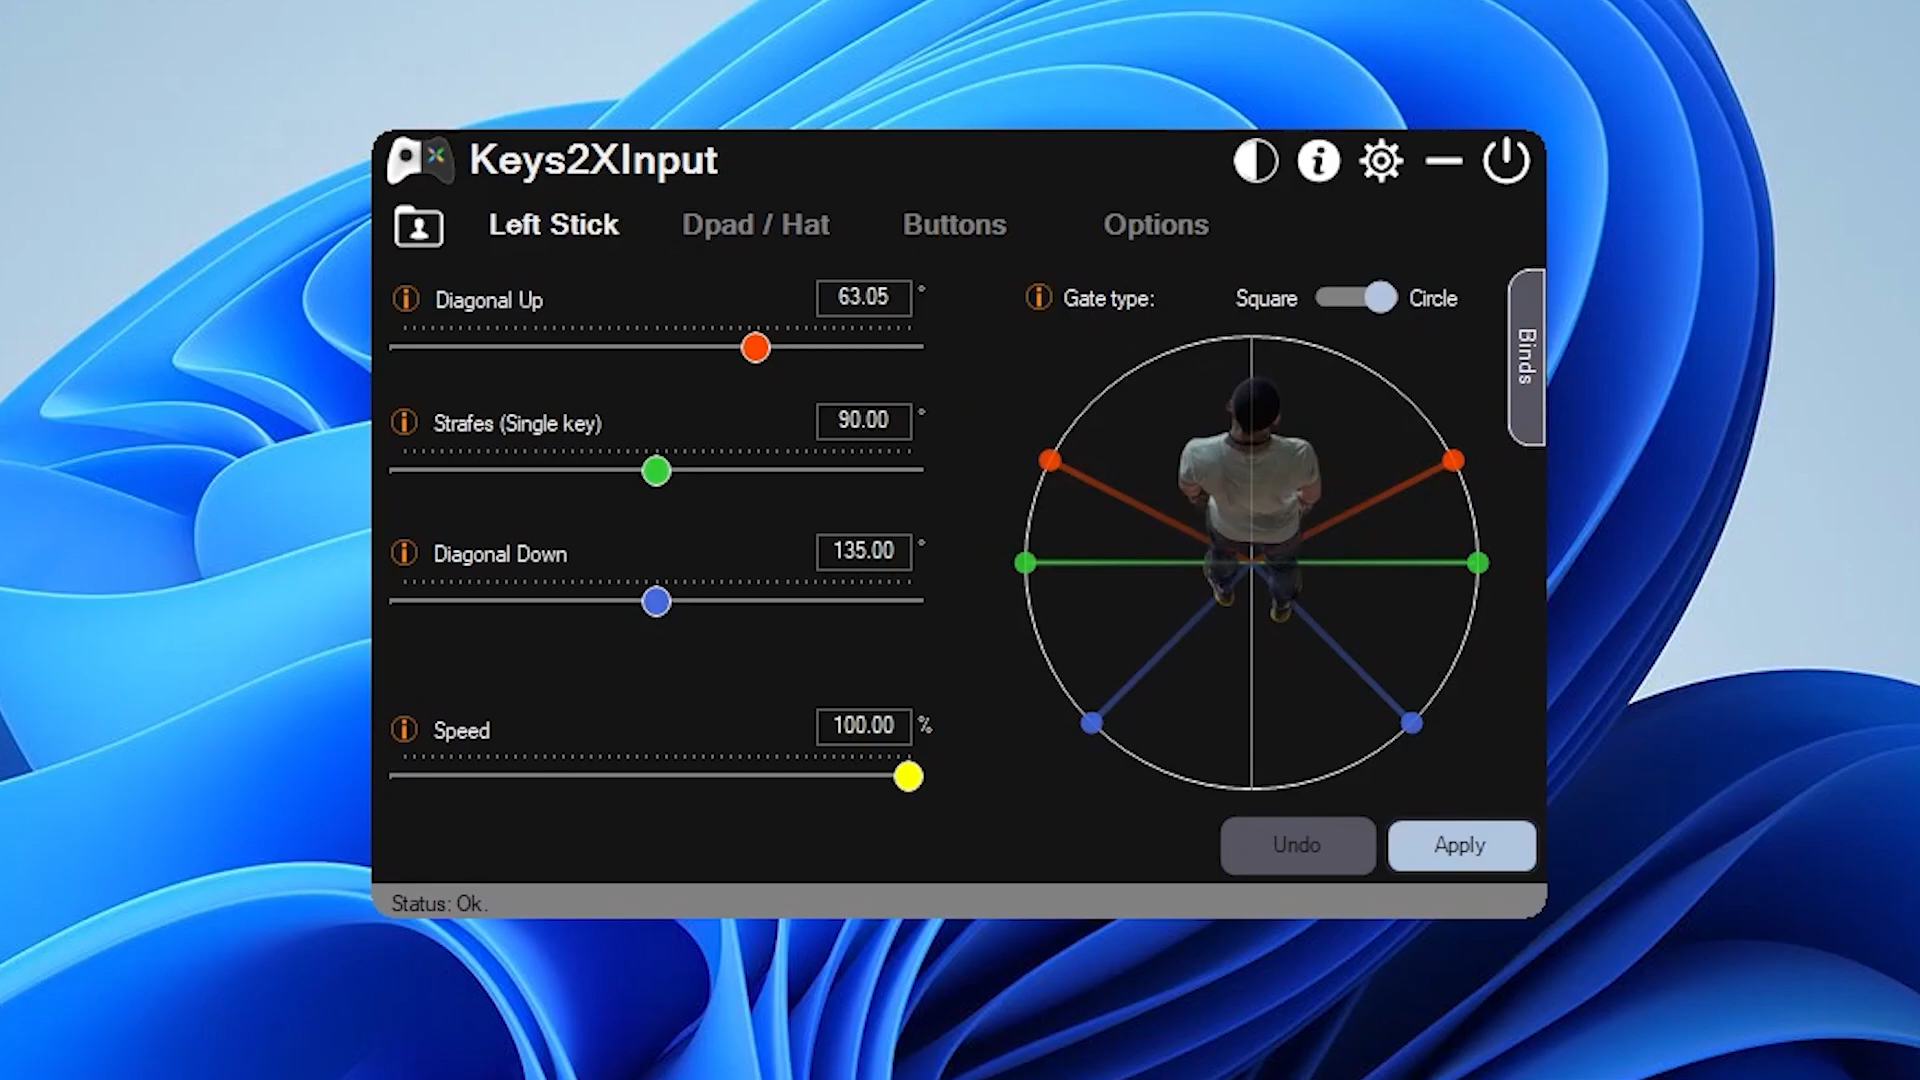 Keys2XInput
Left Stick Dpad / Hat Buttons Options
Diagonal Up 63.05 °
Gate type: Square Circle
Binds
Strafes (Single key) 90.00 °
Diagonal Down 135.00 °
Speed 100.00 %
Undo Apply
Status: Ok.